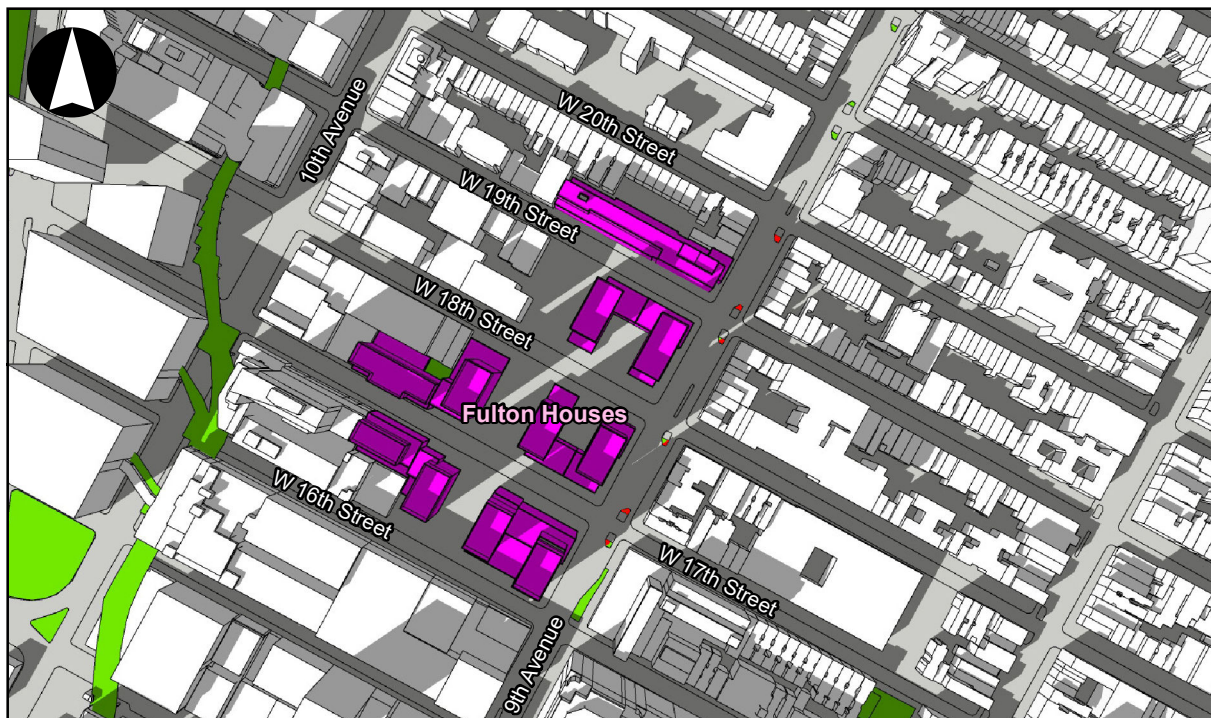 10th Avenue
W 20th Street
W 19th Street
W 18th Street
Fulton Houses
W 16th Street
W 17th Street
9th Avenue